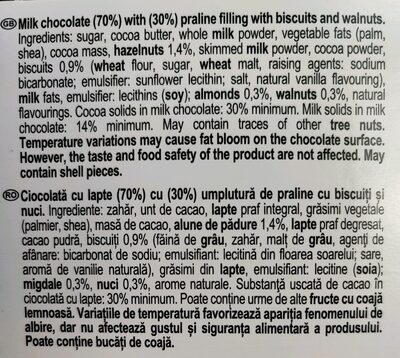 GB Milk chocolate (70%) with (30%) praline filling with biscuits and walnuts.
Ingredients: sugar, cocoa butter, whole milk powder, vegetable fats (palm,
shea), cocoa mass, hazelnuts 1,4%, skimmed milk powder, cocoa powder,
biscuits 0,9% (wheat flour, sugar, wheat malt, raising agents: sodium
bicarbonate; emulsifier: sunflower lecithin; salt, natural vanilla flavouring),
milk fats, emulsifier: lecithins (soy); almonds 0,3%, walnuts 0,3%, natural
flavourings. Cocoa solids in milk chocolate: 30% minimum. Milk solids in milk
chocolate: 14% minimum. May contain traces of other tree nuts.
Temperature variations may cause fat bloom on the chocolate surface.
However, the taste and food safety of the product are not affected. May
contain shell pieces.
RO Ciocolată cu lapte (70%) cu (30%) umplutură de praline cu biscuiți și
nuci. Ingrediente: zahăr, unt de cacao, lapte praf integral, grăsimi vegetale
(palmier, shea), masă de cacao, alune de pădure 1,4%, lapte praf degresat,
cacao pudră, biscuiți 0,9% (făină de grâu, zahăr, malț de grâu, agenți de
afânare: bicarbonat de sodiu; emulsifiant: lecitină din floarea soarelui; sare,
aromă de vanilie naturală), grăsimi din lapte, emulsifiant: lecitine (soia);
migdale 0,3%, nuci 0,3%, arome naturale. Substanță uscată de cacao în
ciocolată cu lapte: 30% minimum. Poate conține urme de alte fructe cu coajă
lemnoasă. Variațiile de temperatură favorizează apariția fenomenului de
albire, dar nu afectează gustul și siguranța alimentară a produsului.
Poate conține bucăți de coajă.